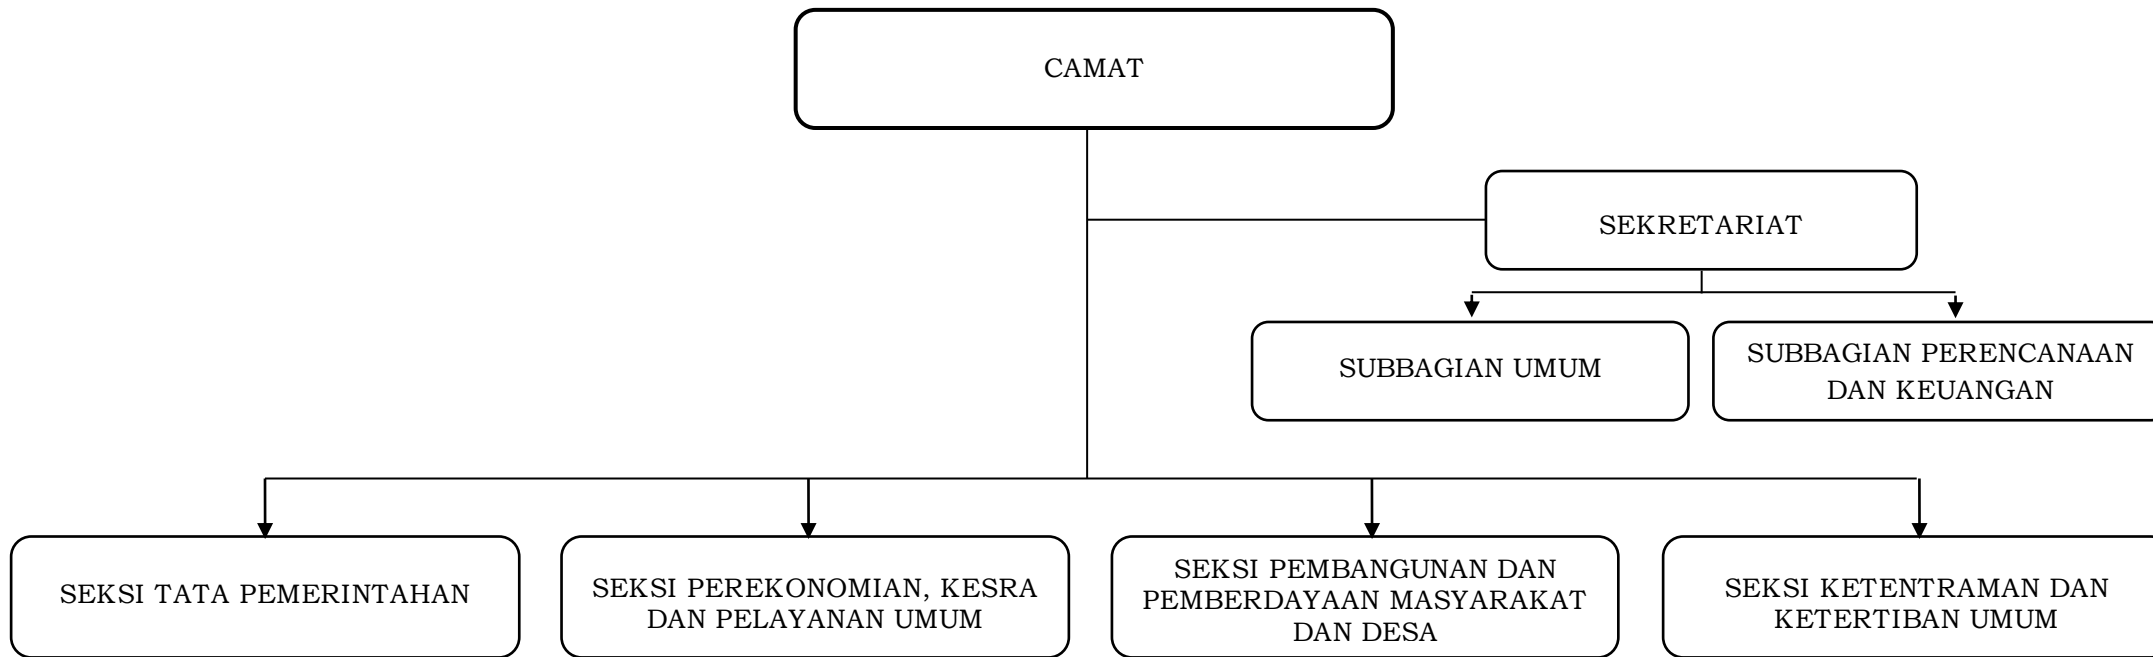 CAMAT
SEKRETARIAT
SUBBAGIAN UMUM
SUBBAGIAN PERENCANAAN
DAN KEUANGAN
SEKSI TATA PEMERINTAHAN
SEKSI PEREKONOMIAN, KESRA
DAN PELAYANAN UMUM
SEKSI PEMBANGUNAN DAN
PEMBERDAYAAN MASYARAKAT
DAN DESA
SEKSI KETENTRAMAN DAN
KETERTIBAN UMUM